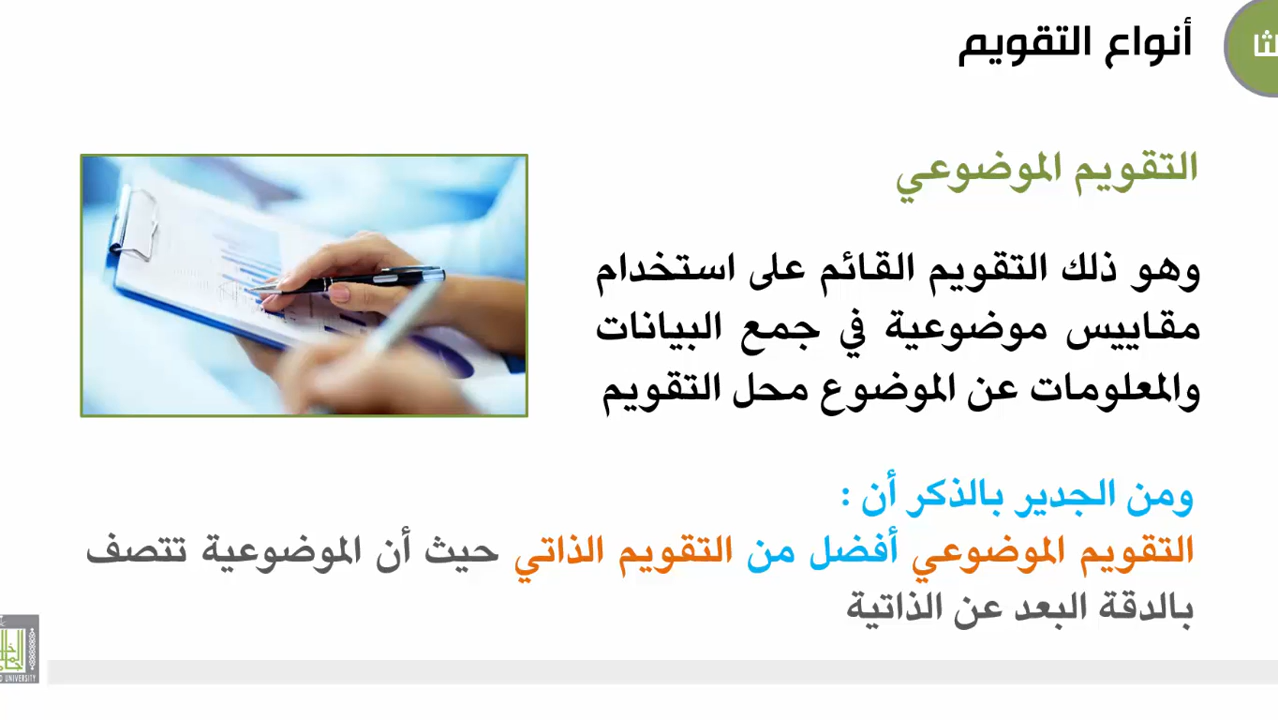 أنواع التقويم
التقويم الموضوعي
وهو ذلك التقويم القائم على استخدام
مقاييس موضوعية في جمع البيانات
والمعلومات عن الموضوع محل التقويم
ومن الجدير بالذكر أن :
التقويم الموضوعي أفضل من التقويم الذاتي حيث أن الموضوعية تتصف
بالدقة البعد عن الذاتية
UNIVERSITY